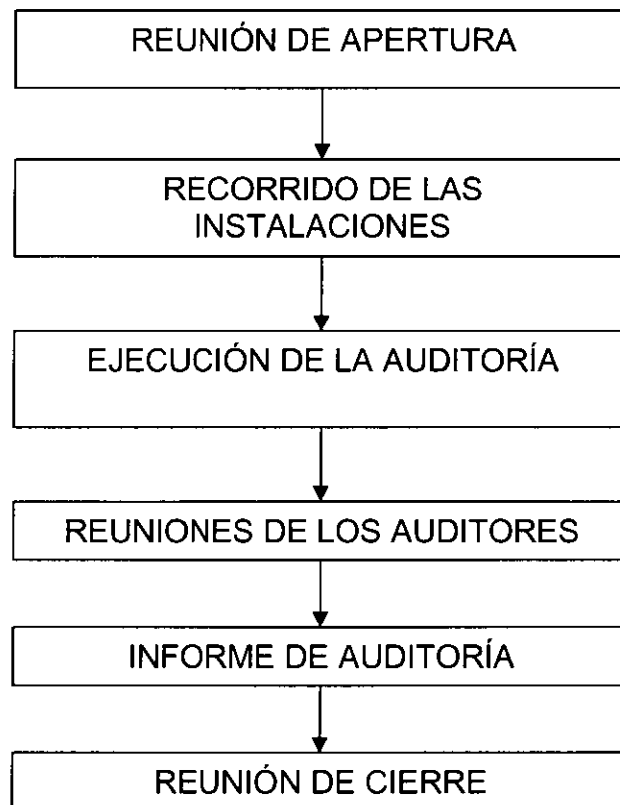 REUNIÓN DE APERTURA
RECORRIDO DE LAS
INSTALACIONES
EJECUCIÓN DE LA AUDITORÍA
REUNIONES DE LOS AUDITORES
INFORME DE AUDITORÍA
REUNIÓN DE CIERRE